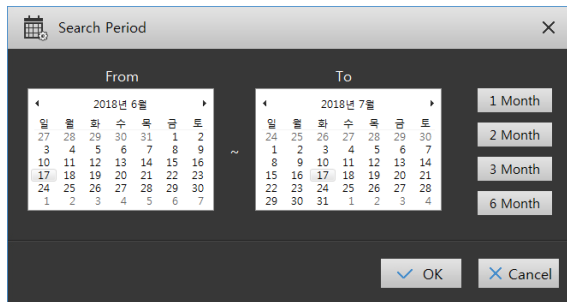 Search Period
From
2018년 6월
일 월 화 수 목 금 토
27 28 29 30 31 1 2
3 4 5 6 7 8 9
10 11 12 13 14 15 16
17 18 19 20 21 22 23
24 25 26 27 28 29 30
1 2 3 4 5 6 7
~
To
2018년 7월
일 월 화 수 목 금 토
24 25 26 27 28 29 30
1 2 3 4 5 6 7
8 9 10 11 12 13 14
15 16 17 18 19 20 21
22 23 24 25 26 27 28
29 30 31 1 2 3 4
1 Month
2 Month
3 Month
6 Month
OK
Cancel